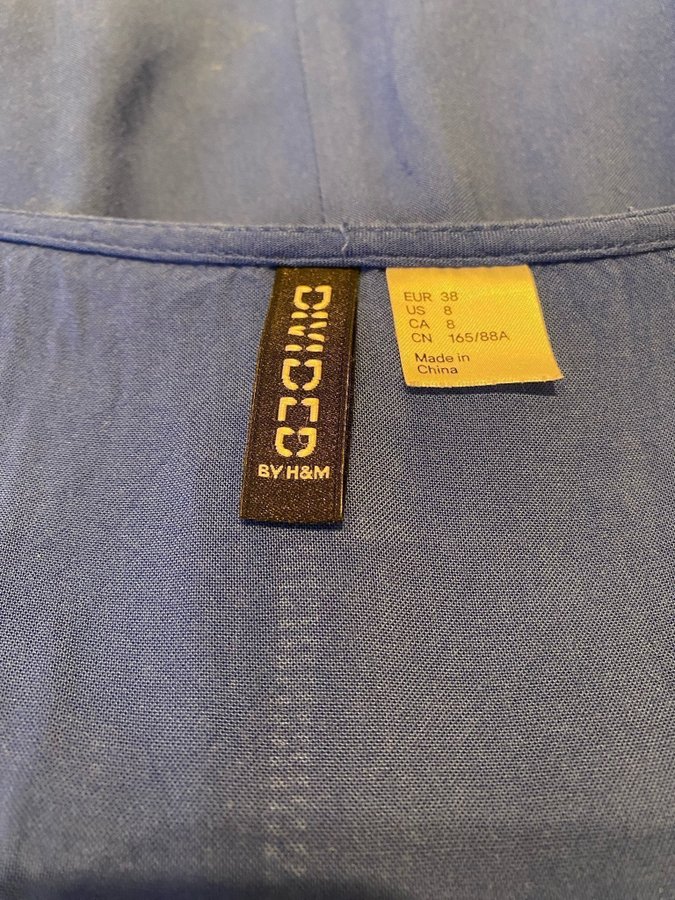 DIVIDED
BY H&M
EUR 38
US 8
CA 8
CN 165/88A
Made in
China